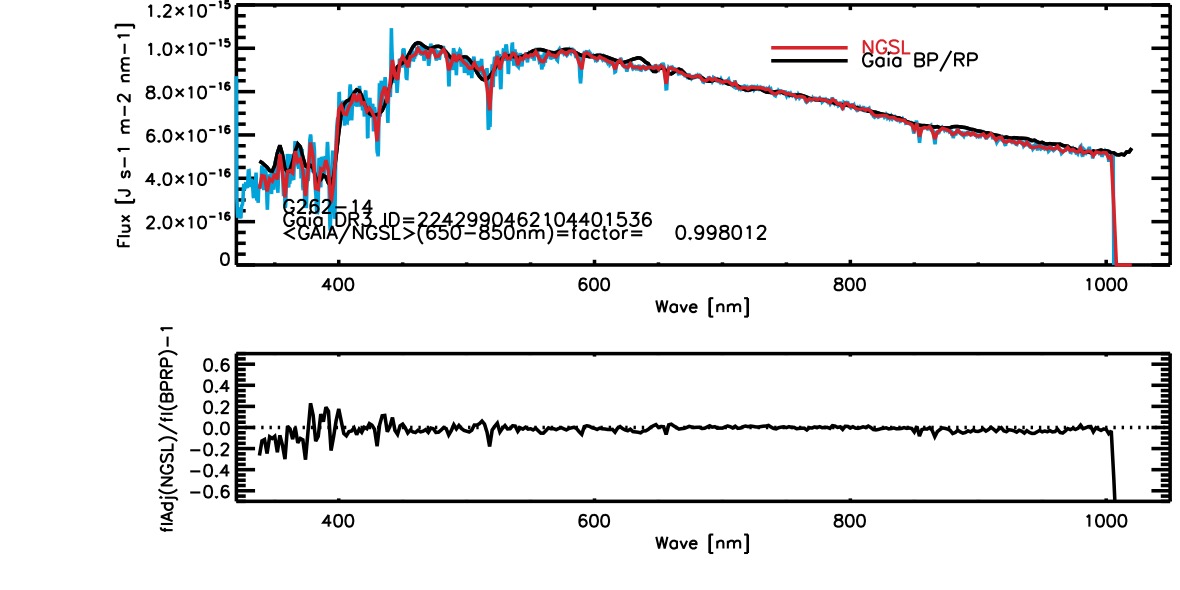 1.2×10⁻¹⁵
1.0×10⁻¹⁵
8.0×10⁻¹⁶
6.0×10⁻¹⁶
4.0×10⁻¹⁶
2.0×10⁻¹⁶
0
Flux [J s−1 m−2 nm−1]
NGSL
Gaia BP/RP
G262−14
Gaia DR3 ID=2242990462104401536
<GAIA/NGSL>(650−850nm)=factor= 0.998012
400 600 800 1000
Wave [nm]
flAdj(NGSL)/fl(BPRP)−1
0.6
0.4
0.2
0.0
−0.2
−0.4
−0.6
400 600 800 1000
Wave [nm]